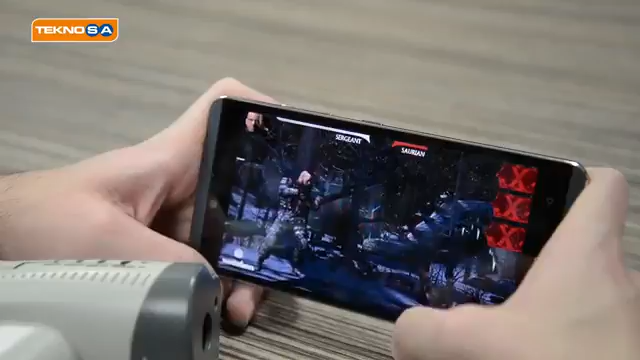 TEKNOSA
SERGEANT
SAURIAN
X
X
X